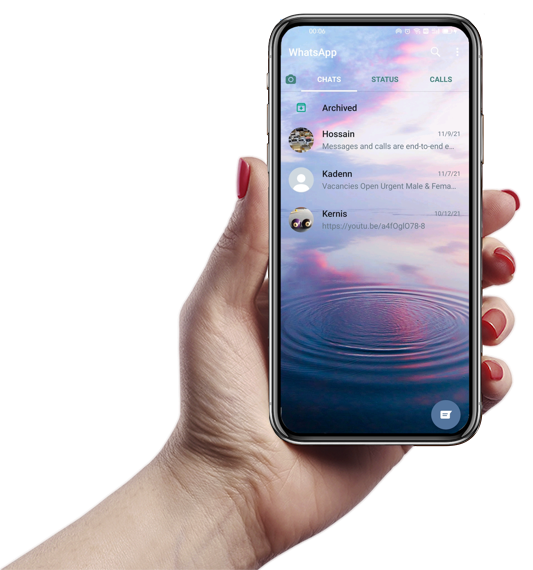 00:06
WhatsApp
CHATS STATUS CALLS
Archived
Hossain 11/9/21
Messages and calls are end-to-end e...
Kadenn 11/7/21
Vacancies Open Urgent Male & Fema...
Kernis 10/12/21
https://youtu.be/a4fOglO78-8